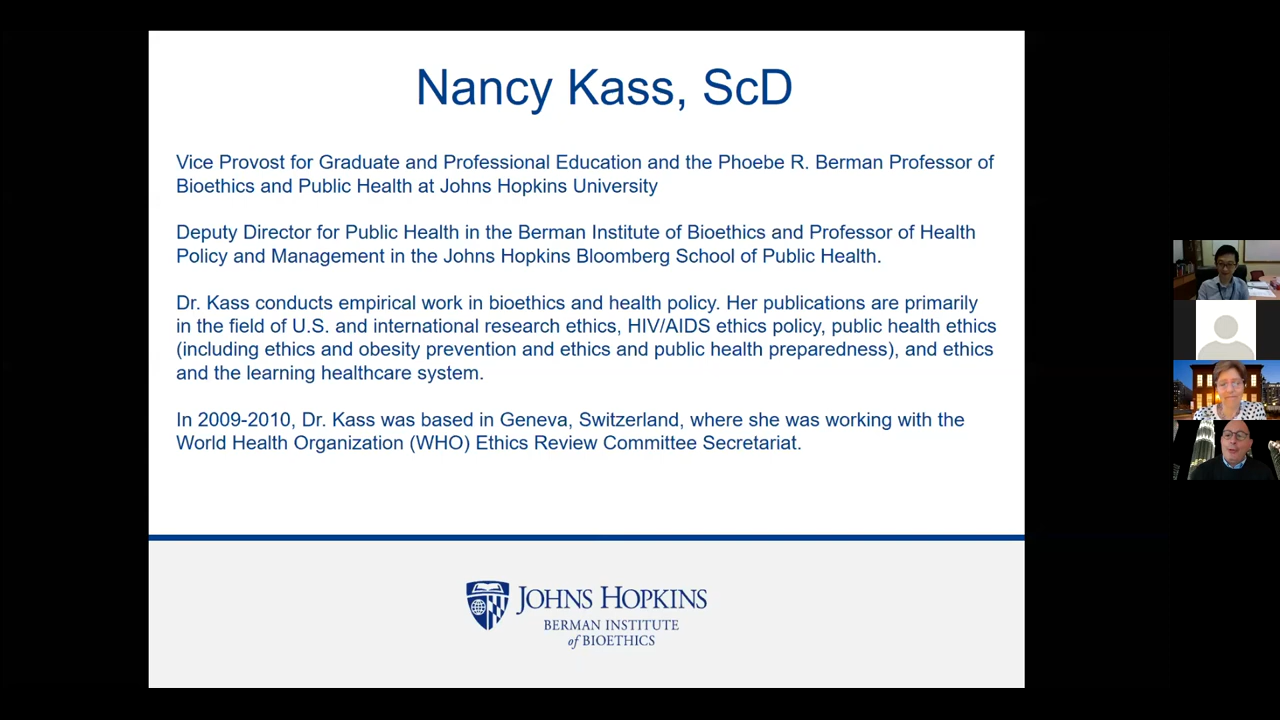 Nancy Kass, ScD
Vice Provost for Graduate and Professional Education and the Phoebe R. Berman Professor of
Bioethics and Public Health at Johns Hopkins University
Deputy Director for Public Health in the Berman Institute of Bioethics and Professor of Health
Policy and Management in the Johns Hopkins Bloomberg School of Public Health.
Dr. Kass conducts empirical work in bioethics and health policy. Her publications are primarily
in the field of U.S. and international research ethics, HIV/AIDS ethics policy, public health ethics
(including ethics and obesity prevention and ethics and public health preparedness), and ethics
and the learning healthcare system.
In 2009-2010, Dr. Kass was based in Geneva, Switzerland, where she was working with the
World Health Organization (WHO) Ethics Review Committee Secretariat.
JOHNS HOPKINS
BERMAN INSTITUTE
of BIOETHICS